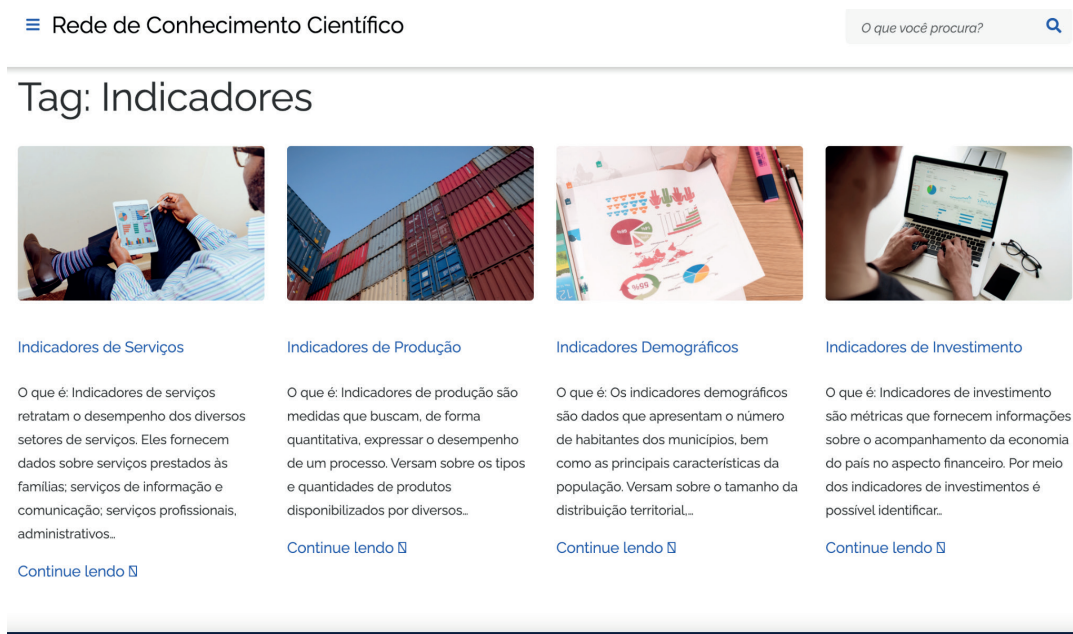 Rede de Conhecimento Científico
O que você procura?
Tag: Indicadores
Indicadores de Serviços
O que é: Indicadores de serviços
retratam o desempenho dos diversos
setores de serviços. Eles fornecem
dados sobre serviços prestados às
famílias; serviços de informação e
comunicação; serviços profissionais,
administrativos…
Continue lendo
Indicadores de Produção
O que é: Indicadores de produção são
medidas que buscam, de forma
quantitativa, expressar o desempenho
de um processo. Versam sobre os tipos
e quantidades de produtos
disponibilizados por diversos…
Continue lendo
Indicadores Demográficos
O que é: Os indicadores demográficos
são dados que apresentam o número
de habitantes dos municípios, bem
como as principais características da
população. Versam sobre o tamanho da
distribuição territorial,…
Continue lendo
Indicadores de Investimento
O que é: Indicadores de investimento
são métricas que fornecem informações
sobre o acompanhamento da economia
do país no aspecto financeiro. Por meio
dos indicadores de investimentos é
possível identificar…
Continue lendo